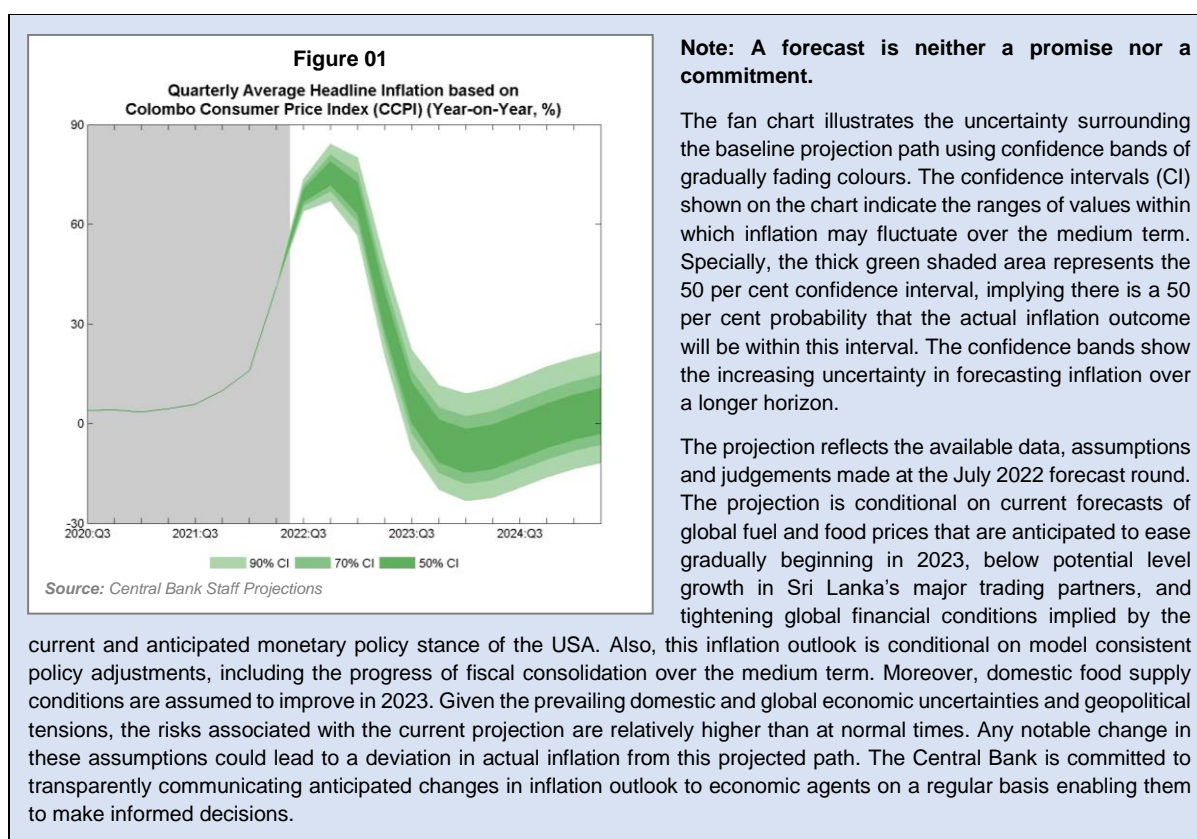 Figure 01
Quarterly Average Headline Inflation based on
Colombo Consumer Price Index (CCPI) (Year-on-Year, %)
90
60
30
0
-30
2020:Q3 2021:Q3 2022:Q3 2023:Q3 2024:Q3
90% CI 70% CI 50% CI
Source: Central Bank Staff Projections
Note: A forecast is neither a promise nor a
commitment.
The fan chart illustrates the uncertainty surrounding
the baseline projection path using confidence bands of
gradually fading colours. The confidence intervals (CI)
shown on the chart indicate the ranges of values within
which inflation may fluctuate over the medium term.
Specially, the thick green shaded area represents the
50 per cent confidence interval, implying there is a 50
per cent probability that the actual inflation outcome
will be within this interval. The confidence bands show
the increasing uncertainty in forecasting inflation over
a longer horizon.
The projection reflects the available data, assumptions
and judgements made at the July 2022 forecast round.
The projection is conditional on current forecasts of
global fuel and food prices that are anticipated to ease
gradually beginning in 2023, below potential level
growth in Sri Lanka's major trading partners, and
tightening global financial conditions implied by the
current and anticipated monetary policy stance of the USA. Also, this inflation outlook is conditional on model consistent
policy adjustments, including the progress of fiscal consolidation over the medium term. Moreover, domestic food supply
conditions are assumed to improve in 2023. Given the prevailing domestic and global economic uncertainties and geopolitical
tensions, the risks associated with the current projection are relatively higher than at normal times. Any notable change in
these assumptions could lead to a deviation in actual inflation from this projected path. The Central Bank is committed to
transparently communicating anticipated changes in inflation outlook to economic agents on a regular basis enabling them
to make informed decisions.